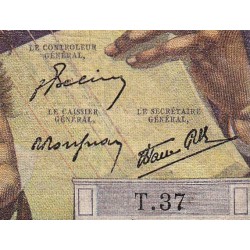 LE CONTROLEUR
GÉNÉRAL,
LE CAISSIER
GÉNÉRAL,
LE SECRÉTAIRE
GÉNÉRAL,
T.37